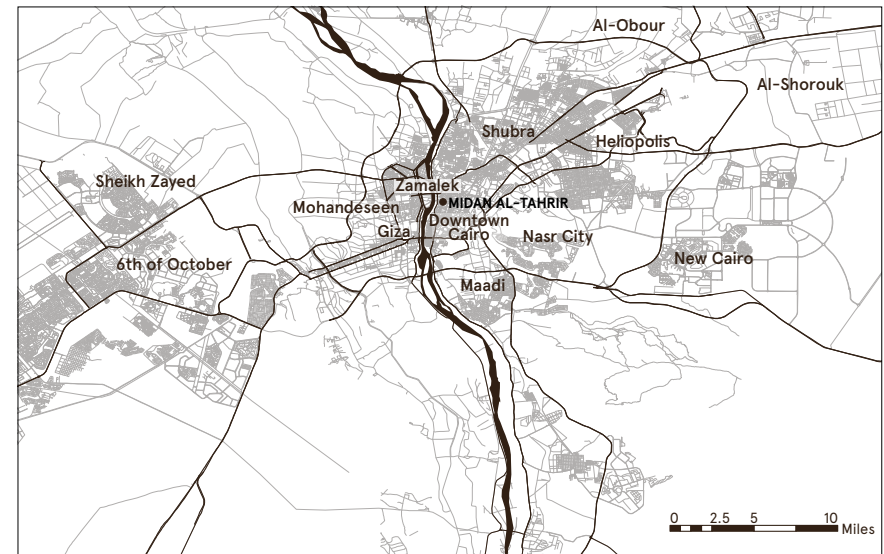 Al-Obour
Al-Shorouk
Shubra
Heliopolis
Sheikh Zayed
Zamalek
MIDAN AL-TAHRIR
Mohandeseen
Downtown
Cairo
Giza
Nasr City
6th of October
New Cairo
Maadi
0 2.5 5 10 Miles